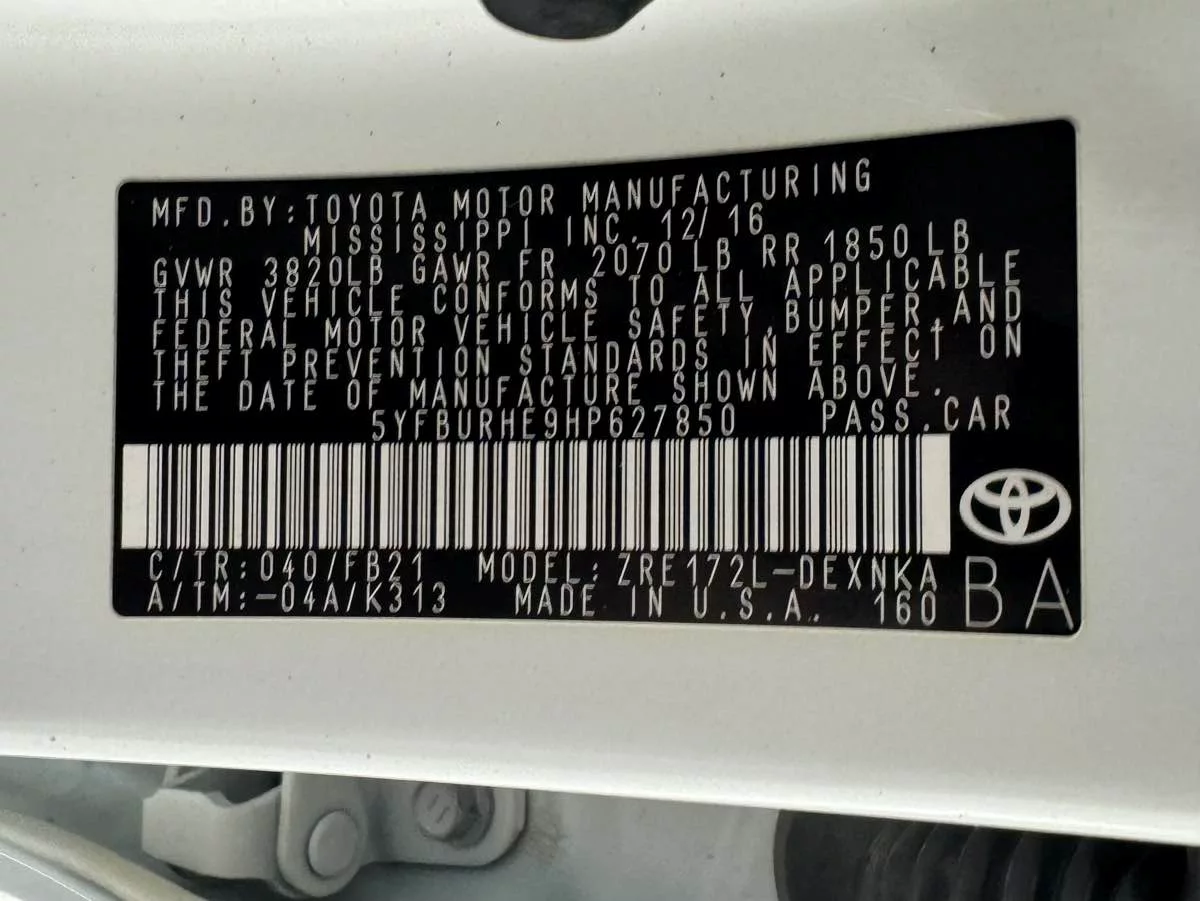 MFD.BY:TOYOTA MOTOR MANUFACTURING
MISSISSIPPI INC. 12/16
GVWR 3820LB GAWR FR 2070 LB RR 1850LB
THIS VEHICLE CONFORMS TO ALL APPLICABLE
FEDERAL MOTOR VEHICLE SAFETY,BUMPER,AND
THEFT PREVENTION STANDARDS IN EFFECT ON
THE DATE OF MANUFACTURE SHOWN ABOVE.
5YFBURHE9HP627850 PASS.CAR
C/TR:040/FB21 MODEL:ZRE172L-DEXNKA
A/TM:-04A/K313 MADE IN U.S.A. 160
BA